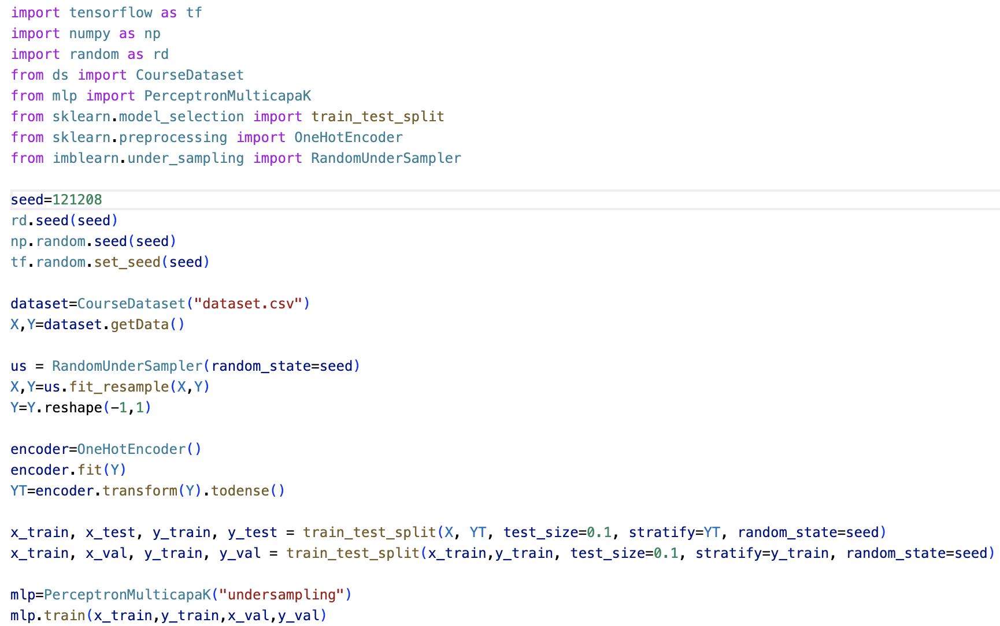 import tensorflow as tf
import numpy as np
import random as rd
from ds import CourseDataset
from mlp import PerceptronMulticapaK
from sklearn.model_selection import train_test_split
from sklearn.preprocessing import OneHotEncoder
from imblearn.under_sampling import RandomUnderSampler
seed=121208
rd.seed(seed)
np.random.seed(seed)
tf.random.set_seed(seed)
dataset=CourseDataset("dataset.csv")
X,Y=dataset.getData()
us = RandomUnderSampler(random_state=seed)
X,Y=us.fit_resample(X,Y)
Y=Y.reshape(-1,1)
encoder=OneHotEncoder()
encoder.fit(Y)
YT=encoder.transform(Y).todense()
x_train, x_test, y_train, y_test = train_test_split(X, YT, test_size=0.1, stratify=YT, random_state=seed)
x_train, x_val, y_train, y_val = train_test_split(x_train,y_train, test_size=0.1, stratify=y_train, random_state=seed)
mlp=PerceptronMulticapaK("undersampling")
mlp.train(x_train,y_train,x_val,y_val)